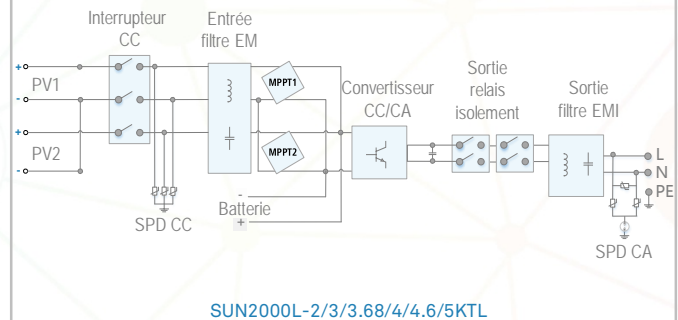 Interrupteur
CC
Entrée
filtre EM
+
PV1
-
+
PV2
-
MPPT1
MPPT2
Convertisseur
CC/CA
Sortie
relais
isolement
Sortie
filtre EMI
L
N
PE
-
Batterie
+
SPD CC
SPD CA
SUN2000L-2/3/3.68/4/4.6/5KTL